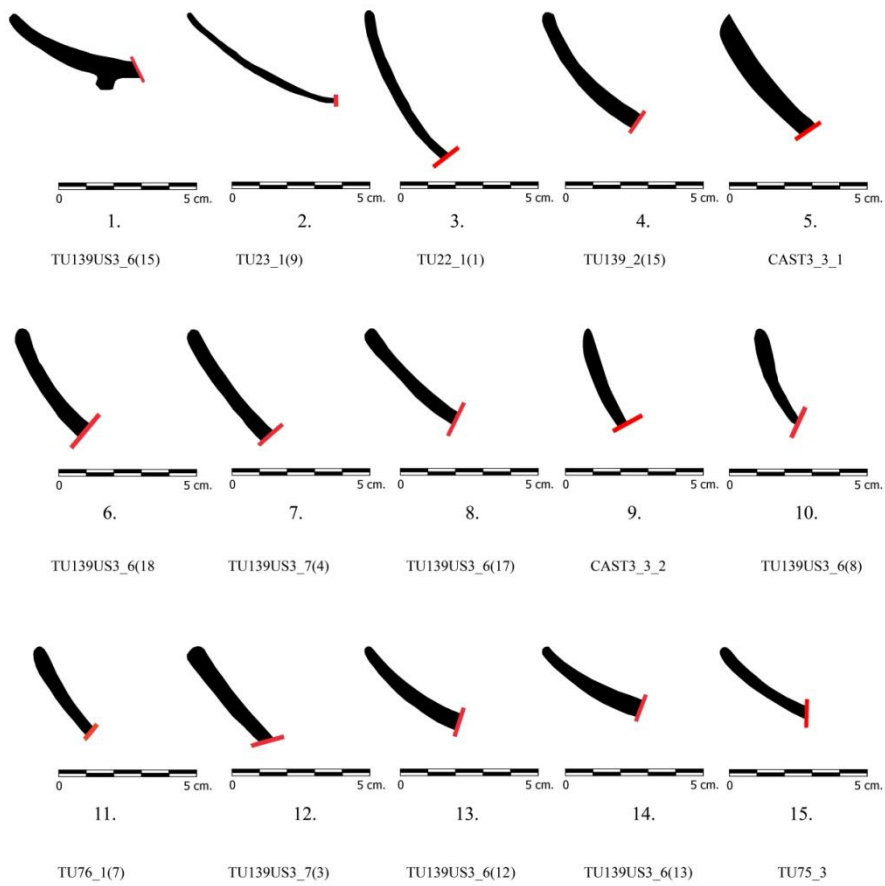 0 5 cm. 0 5 cm. 0 5 cm. 0 5 cm. 0 5 cm.
1. 2. 3. 4. 5.
TU139US3_6(15) TU23_1(9) TU22_1(1) TU139_2(15) CAST3_3_1
0 5 cm. 0 5 cm. 0 5 cm. 0 5 cm. 0 5 cm.
6. 7. 8. 9. 10.
TU139US3_6(18 TU139US3_7(4) TU139US3_6(17) CAST3_3_2 TU139US3_6(8)
0 5 cm. 0 5 cm. 0 5 cm. 0 5 cm. 0 5 cm.
11. 12. 13. 14. 15.
TU76_1(7) TU139US3_7(3) TU139US3_6(12) TU139US3_6(13) TU75_3